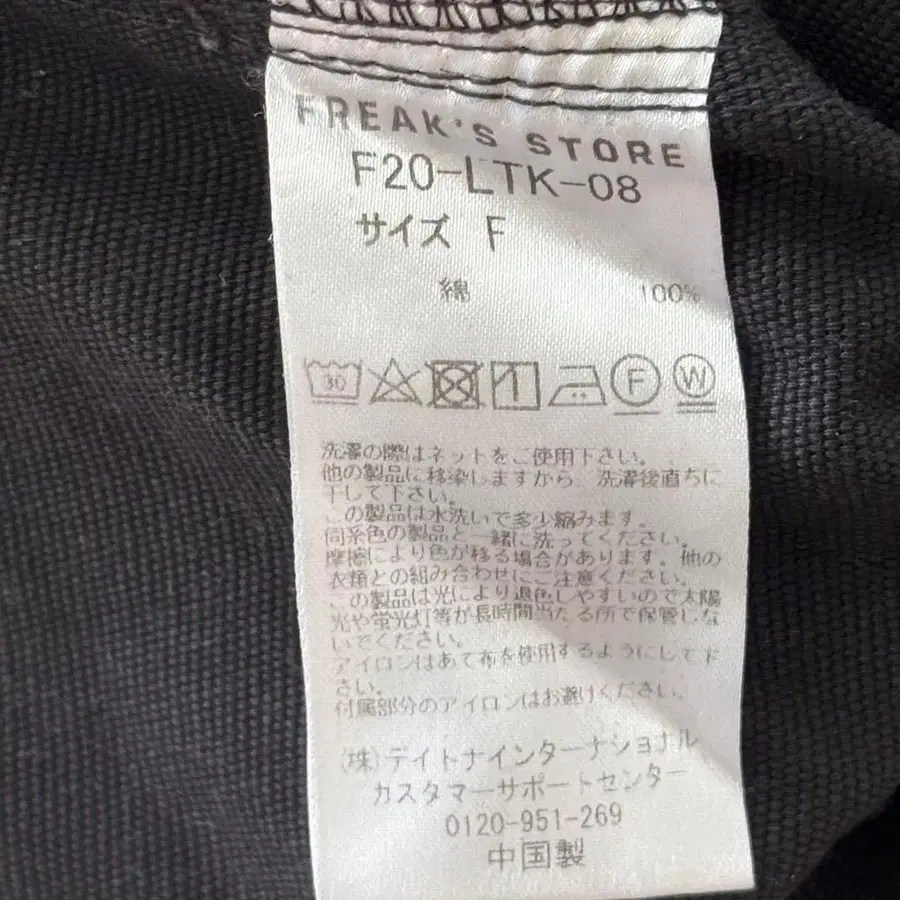 FREAK'S STORE
F20-LTK-08
サイズ F
綿 100%
30 F W
洗濯の際はネットをご使用下さい。
他の製品に移染しますから、洗濯後直ちに
干して下さい。
この製品は水洗いで多少縮みます。
同系色の製品と一緒に洗ってください。
摩擦により色が移る場合があります。他の
衣類との組み合わせにご注意ください。
の製品は光により退色しやすいので太陽
光や蛍光灯等が長時間当たる所で保管しな
いでください。
アイロンはあて布を使用するようにして下
さい。
付属部分のアイロンはお避けください。
(株)デイトナインターナショナル
カスタマーサポートセンター
0120-951-269
中国製